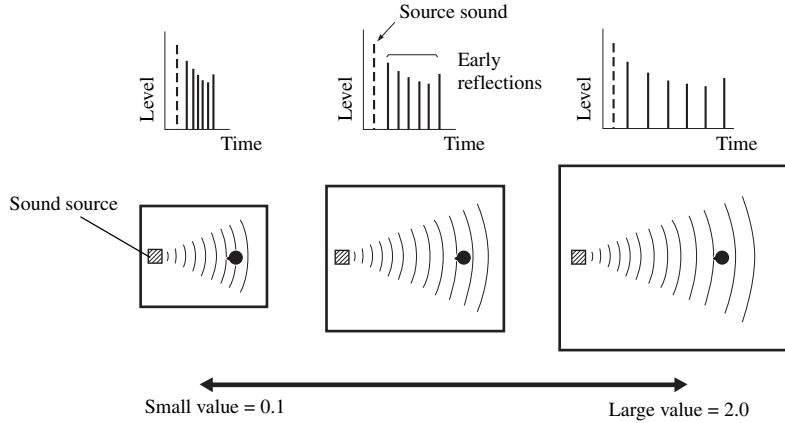 Source sound
Early
reflections
Level
Time
Level
Time
Level
Time
Sound source
Small value = 0.1
Large value = 2.0